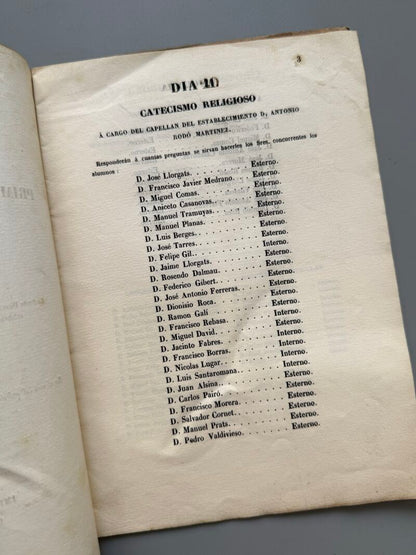 3
DIA 10
CATECISMO RELIGIOSO
Á CARGO DEL CAPELLAN DEL ESTABLECIMIENTO D. ANTONIO
RODÓ MARTINEZ.
Responderán á cuantas preguntas se sirvan hacerles los Sres. concorrentes los
alumnos:
D. José Llorgats. . . . . . . . Esterno.
D. Francisco Javier Medrano. . . . Esterno.
D. Miguel Comas. . . . . . . . Esterno.
D. Aniceto Casanovas. . . . . . . Esterno.
D. Manuel Tramuyas. . . . . . . Esterno.
D. Manuel Planas. . . . . . . . Esterno.
D. Luis Berges. . . . . . . . . Esterno.
D. José Torres. . . . . . . . . Interno.
D. Felipe Gil. . . . . . . . . Esterno.
D. Jaime Llorgats. . . . . . . . Esterno.
D. Rosendo Dalmau. . . . . . . Esterno.
D. Federico Gibert. . . . . . . . Esterno.
D. José Antonio Ferreras. . . . . . Esterno.
D. Dionisio Roca. . . . . . . . Esterno.
D. Ramon Galí . . . . . . . . Interno.
D. Francisco Rebasa. . . . . . . Esterno.
D. Miguel David. . . . . . . . Esterno.
D. Jacinto Fabres. . . . . . . . Interno.
D. Francisco Borras. . . . . . . Esterno.
D. Nicolas Lugar. . . . . . . . Interno.
D. Luis Santaromana. . . . . . . Interno.
D. Juan Alsina. . . . . . . . . Esterno.
D. Carlos Pairó. . . . . . . . Esterno.
D. Francisco Morera. . . . . . . Esterno.
D. Salvador Cornet. . . . . . . . Esterno.
D. Manuel Prats. . . . . . . . Esterno.
D. Pedro Valdivieso. . . . . . . Esterno.